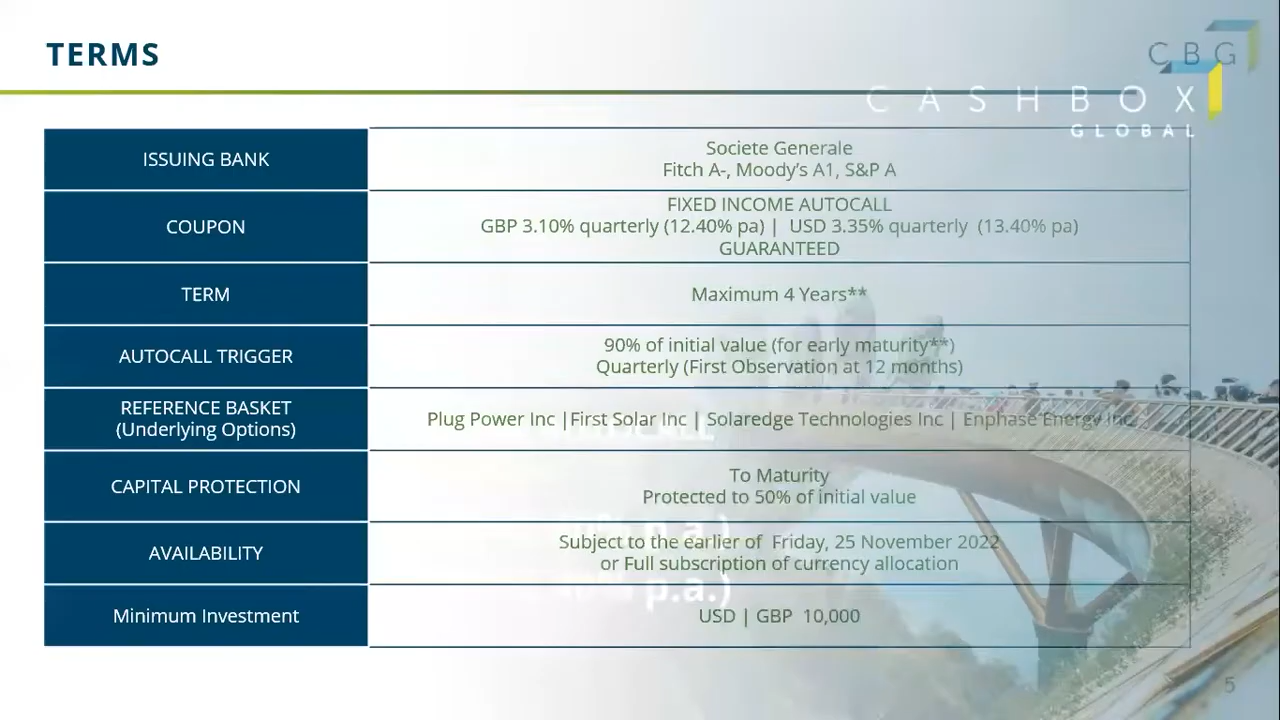 TERMS
CBG
CASHBOX
GLOBAL
ISSUING BANK
Societe Generale
Fitch A-, Moody's A1, S&P A
COUPON
FIXED INCOME AUTOCALL
GBP 3.10% quarterly (12.40% pa) | USD 3.35% quarterly (13.40% pa)
GUARANTEED
TERM
Maximum 4 Years**
AUTOCALL TRIGGER
90% of initial value (for early maturity**)
Quarterly (First Observation at 12 months)
REFERENCE BASKET
(Underlying Options)
Plug Power Inc |First Solar Inc | Solaredge Technologies Inc | Enphase Energy Inc
CAPITAL PROTECTION
To Maturity
Protected to 50% of initial value
AVAILABILITY
Subject to the earlier of Friday, 25 November 2022
or Full subscription of currency allocation
p.a.)
p.a.)
Minimum Investment
USD | GBP 10,000
5